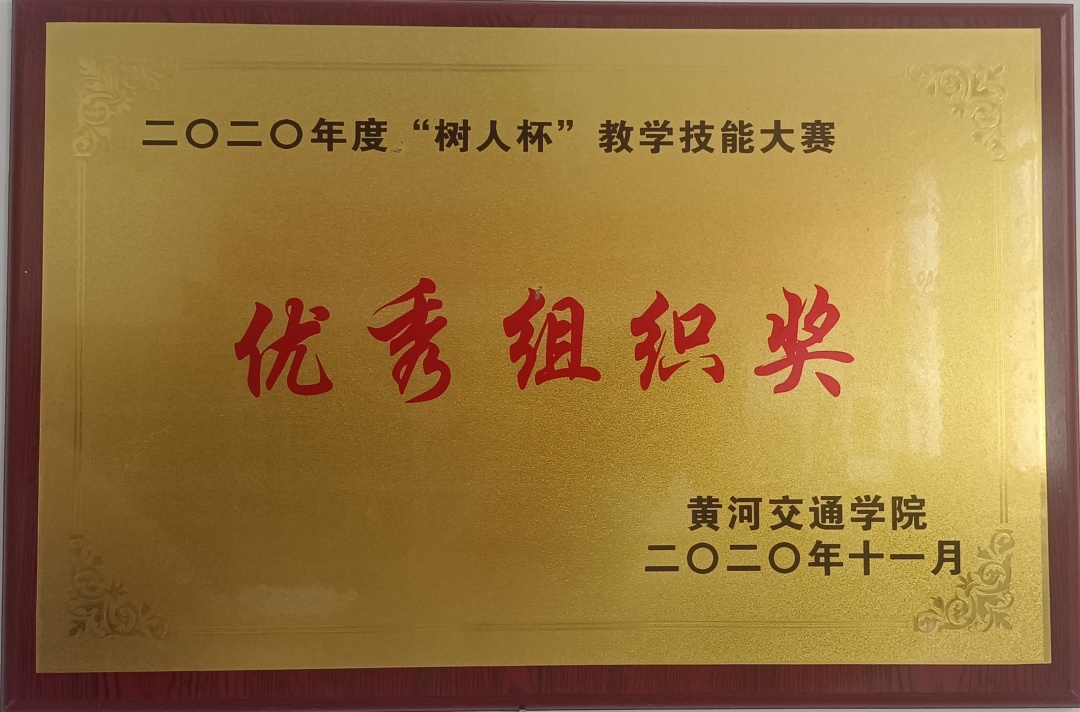 二〇二〇年度“树人杯”教学技能大赛
优秀组织奖
黄河交通学院
二〇二〇年十一月